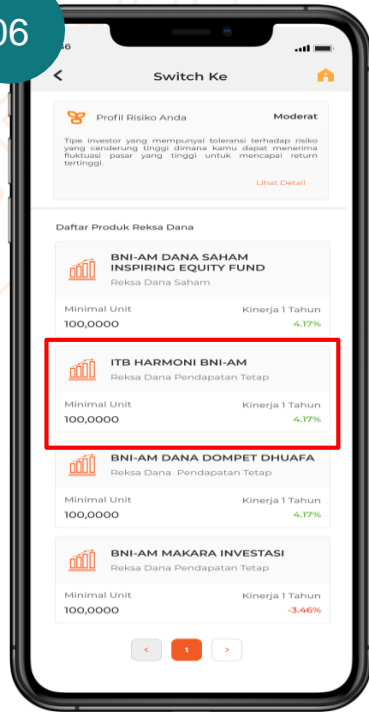 06
46
Switch Ke
Profil Risiko Anda
Moderat
Tipe investor yang mempunyai toleransi terhadap risiko
yang cenderung tinggi dimana kamu dapat menerima
fluktuasi pasar yang tinggi untuk mencapai return
tertinggi.
Lihat Detail
Daftar Produk Reksa Dana
BNI-AM DANA SAHAM
INSPIRING EQUITY FUND
Reksa Dana Saham
Minimal Unit
Kinerja 1 Tahun
100,0000
4.17%
ITB HARMONI BNI-AM
Reksa Dana Pendapatan Tetap
Minimal Unit
Kinerja 1 Tahun
100,0000
4.17%
BNI-AM DANA DOMPET DHUAFA
Reksa Dana Pendapatan Tetap
Minimal Unit
Kinerja 1 Tahun
100,0000
4.17%
BNI-AM MAKARA INVESTASI
Reksa Dana Pendapatan Tetap
Minimal Unit
Kinerja 1 Tahun
100,0000
-3.46%
< 1 >